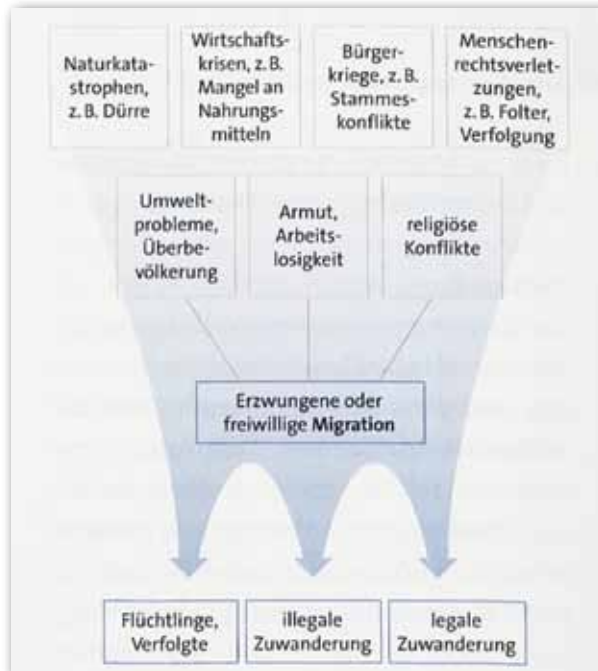 Naturkata-
strophen,
z. B. Dürre
Wirtschafts-
krisen, z. B.
Mangel an
Nahrungs-
mitteln
Bürger-
kriege, z. B.
Stammes-
konflikte
Menschen-
rechtsverlet-
zungen,
z. B. Folter,
Verfolgung
Umwelt-
probleme,
Überbe-
völkerung
Armut,
Arbeits-
losigkeit
religiöse
Konflikte
Erzwungene oder
freiwillige Migration
Flüchtlinge,
Verfolgte
illegale
Zuwanderung
legale
Zuwanderung